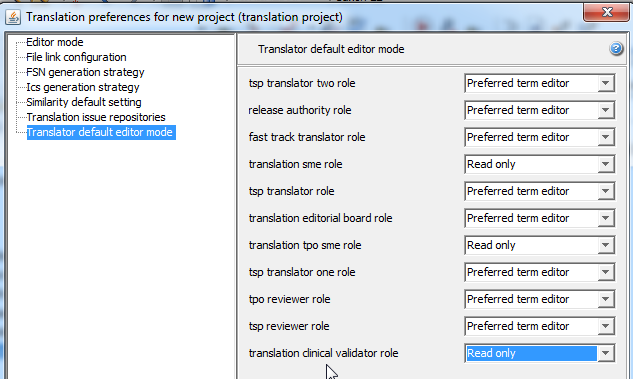 Translation preferences for new project (translation project)
Editor mode
File link configuration
FSN generation strategy
Ics generation strategy
Similarity default setting
Translation issue repositories
Translator default editor mode
Translator default editor mode
tsp translator two role Preferred term editor
release authority role Preferred term editor
fast track translator role Preferred term editor
translation sme role Read only
tsp translator role Preferred term editor
translation editorial board role Preferred term editor
translation tpo sme role Read only
tsp translator one role Preferred term editor
tpo reviewer role Preferred term editor
tsp reviewer role Preferred term editor
translation clinical validator role Read only